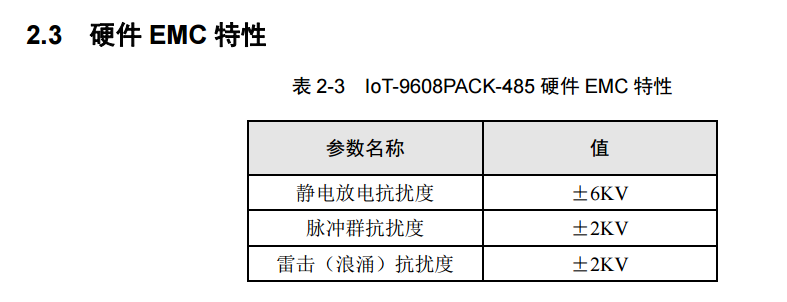 2.3 硬件 EMC 特性
表 2-3 IoT-9608PACK-485 硬件 EMC 特性
参数名称 值
静电放电抗扰度 ±6KV
脉冲群抗扰度 ±2KV
雷击（浪涌）抗扰度 ±2KV